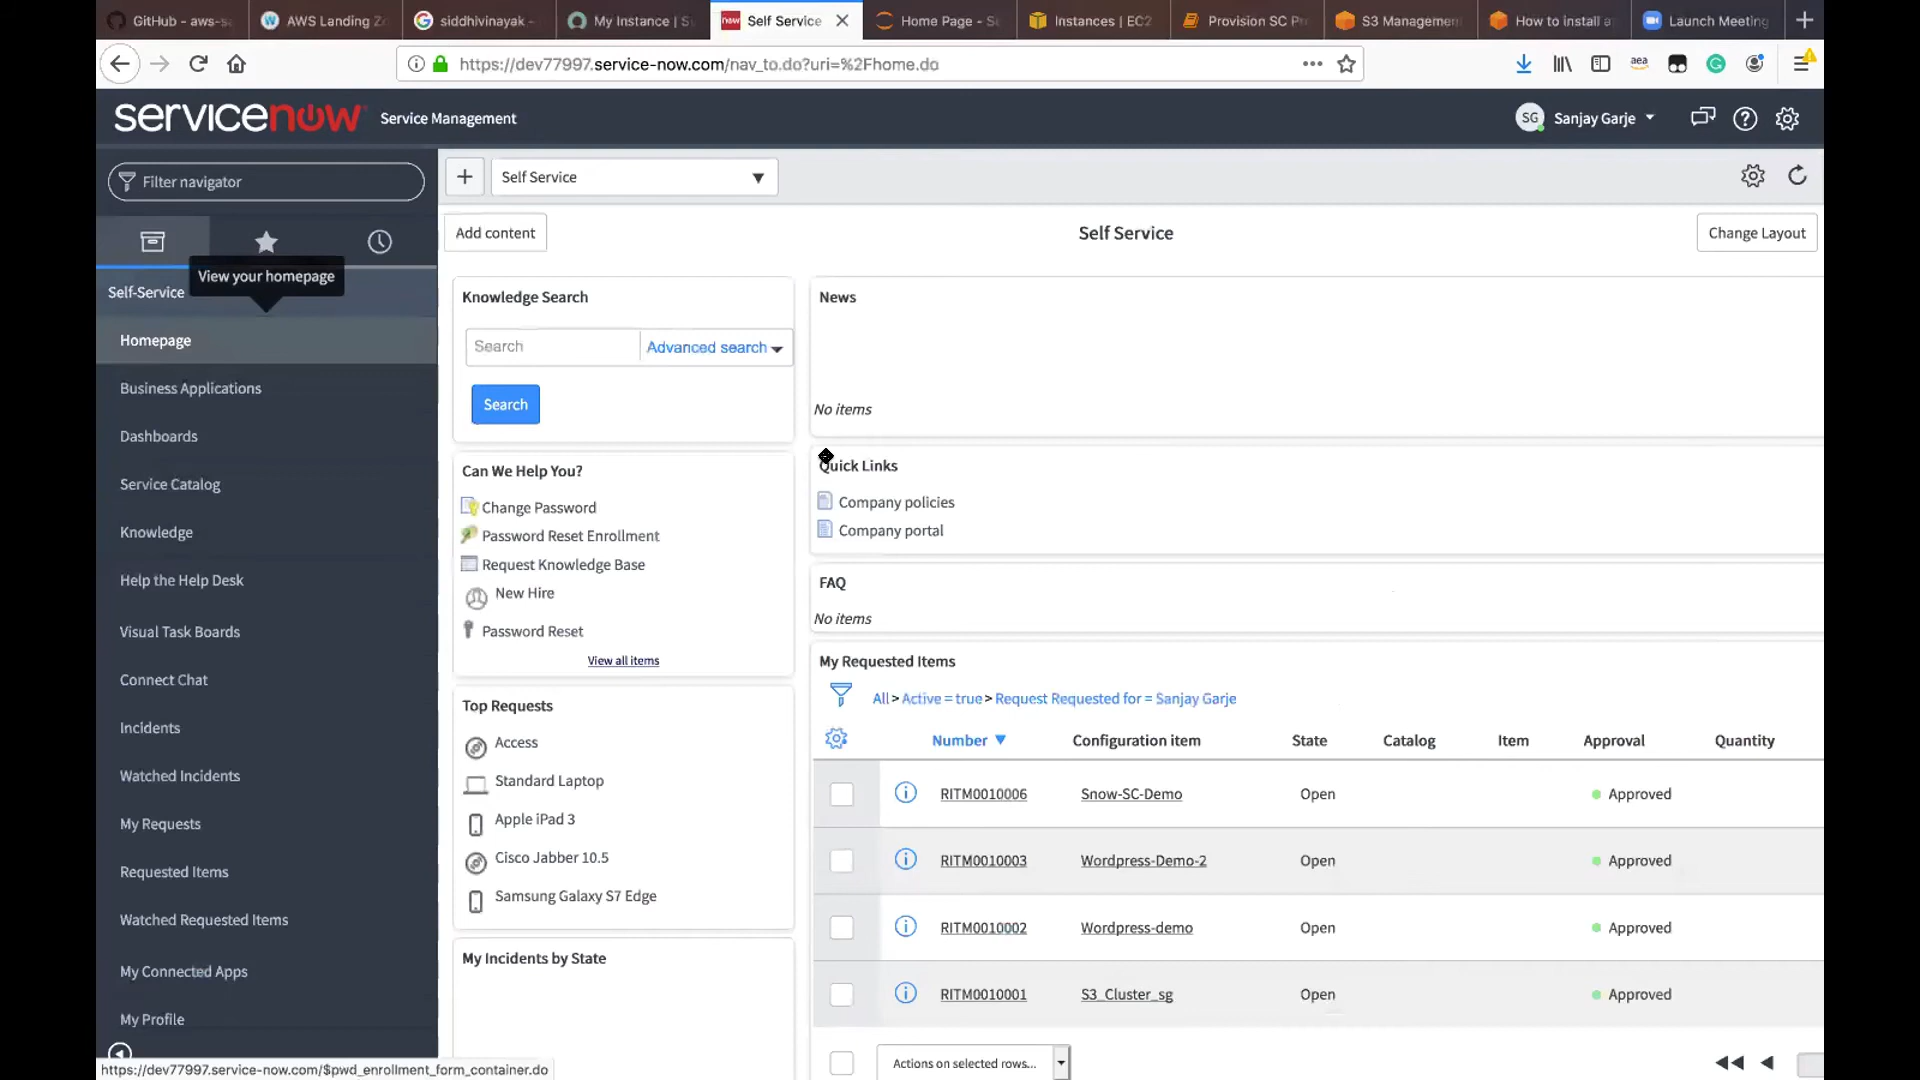 GitHub - aws-s
AWS Landing Zo
siddhivinayak -
My Instance | S
Self Service
Home Page - S
Instances | EC2
Provision SC Pr
S3 Management
How to install a
Launch Meeting
https://dev77997.service-now.com/nav_to.do?uri=%2Fhome.do
servicenow Service Management
SG Sanjay Garje
Filter navigator
Self Service
Add content
Self Service
Change Layout
View your homepage
Self-Service
Homepage
Business Applications
Dashboards
Service Catalog
Knowledge
Help the Help Desk
Visual Task Boards
Connect Chat
Incidents
Watched Incidents
My Requests
Requested Items
Watched Requested Items
My Connected Apps
My Profile
Knowledge Search
Search Advanced search
Search
Can We Help You?
Change Password
Password Reset Enrollment
Request Knowledge Base
New Hire
Password Reset
View all items
Top Requests
Access
Standard Laptop
Apple iPad 3
Cisco Jabber 10.5
Samsung Galaxy S7 Edge
My Incidents by State
News
No items
Quick Links
Company policies
Company portal
FAQ
No items
My Requested Items
All > Active = true > Request Requested for = Sanjay Garje
Number Configuration item State Catalog Item Approval Quantity
RITM0010006 Snow-SC-Demo Open Approved
RITM0010003 Wordpress-Demo-2 Open Approved
RITM0010002 Wordpress-demo Open Approved
RITM0010001 S3_Cluster_sg Open Approved
Actions on selected rows...
https://dev77997.service-now.com/$pwd_enrollment_form_container.do